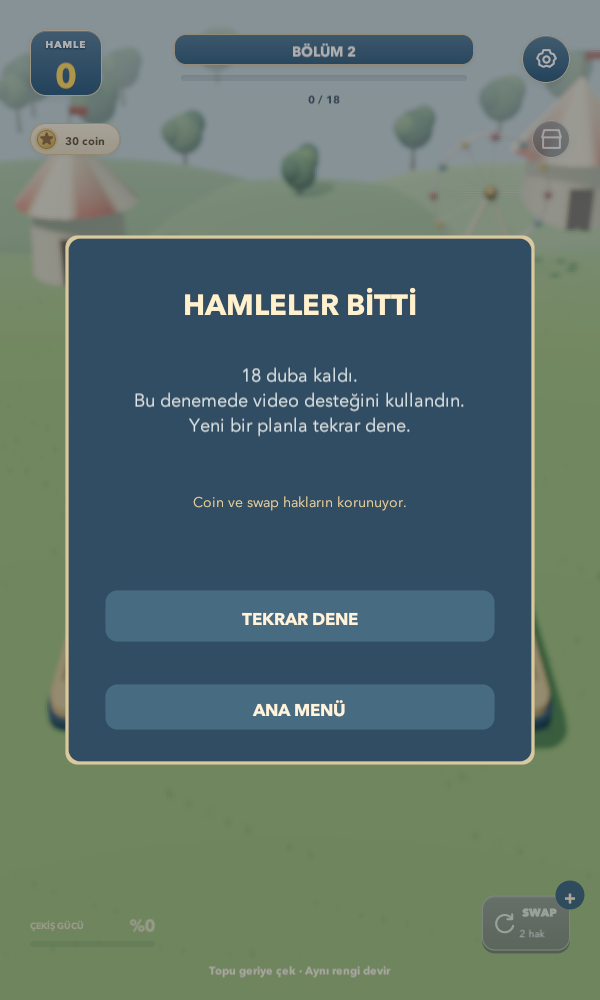 HAMLE
0
BÖLÜM 2
0 / 18
30 coin
HAMLELER BİTTİ
18 duba kaldı.
Bu denemede video desteğini kullandın.
Yeni bir planla tekrar dene.
Coin ve swap hakların korunuyor.
TEKRAR DENE
ANA MENÜ
ÇEKİŞ GÜCÜ
%0
+
SWAP
2 hak
Topu geriye çek · Aynı rengi devir